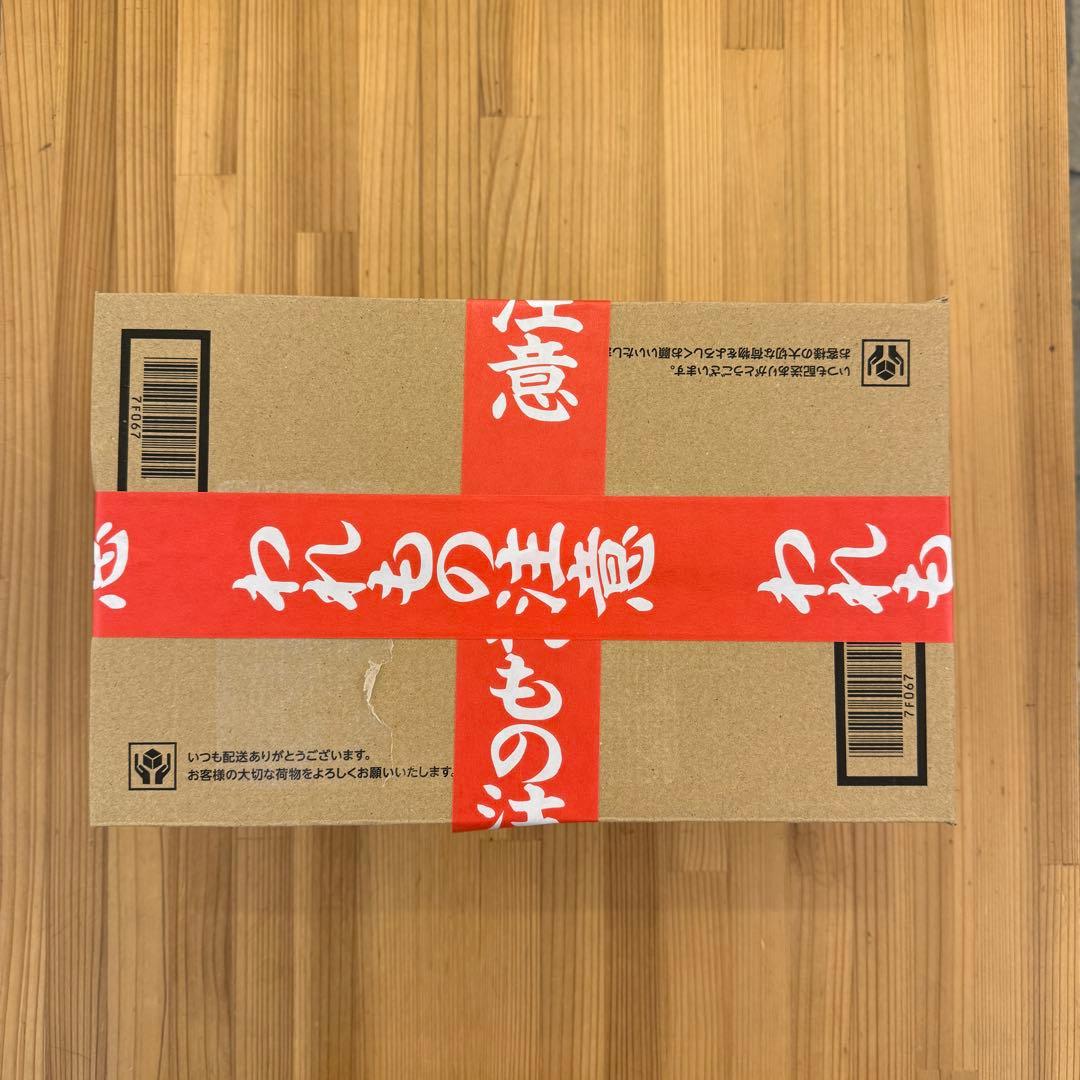 注意
いつも配送ありがとうございます。
お客様の大切な荷物をよろしくお願いいたし
7F067
意
われもの注意
われも
もの注
7F067
いつも配送ありがとうございます。
お客様の大切な荷物をよろしくお願いいたします。